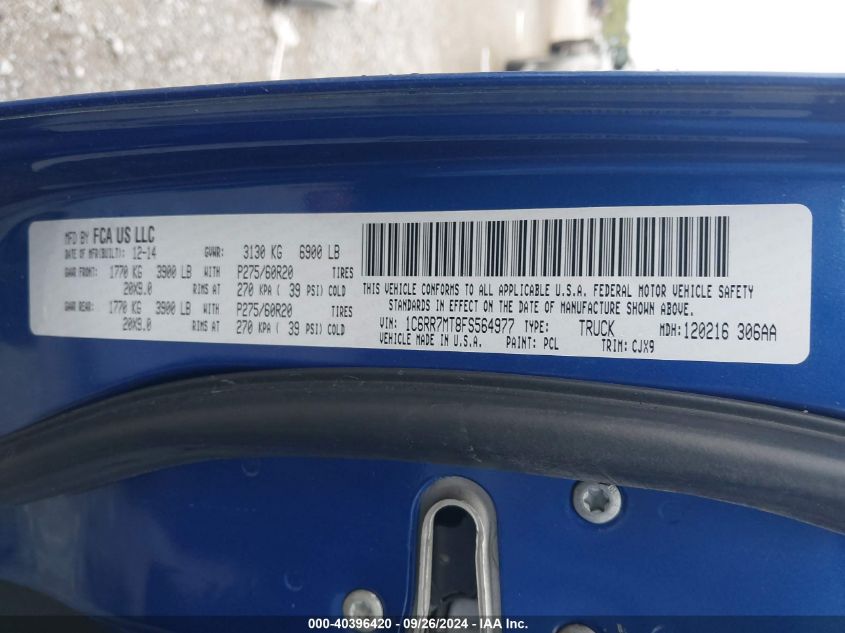 MFD BY FCA US LLC
DATE OF MFR(BUILT): 12-14 GVWR: 3130 KG 6900 LB
GAWR FRONT: 1770 KG 3900 LB WITH P275/60R20 TIRES
20X9.0 RIMS AT 270 KPA ( 39 PSI) COLD
GAWR REAR: 1770 KG 3900 LB WITH P275/60R20 TIRES
20X9.0 RIMS AT 270 KPA ( 39 PSI) COLD
THIS VEHICLE CONFORMS TO ALL APPLICABLE U.S.A. FEDERAL MOTOR VEHICLE SAFETY
STANDARDS IN EFFECT ON THE DATE OF MANUFACTURE SHOWN ABOVE.
VIN: 1C6RR7MT8FS564977 TYPE: TRUCK MDH: 120216 306AA
VEHICLE MADE IN U.S.A. PAINT: PCL TRIM: CJX9
000-40396420 - 09/26/2024 - IAA Inc.